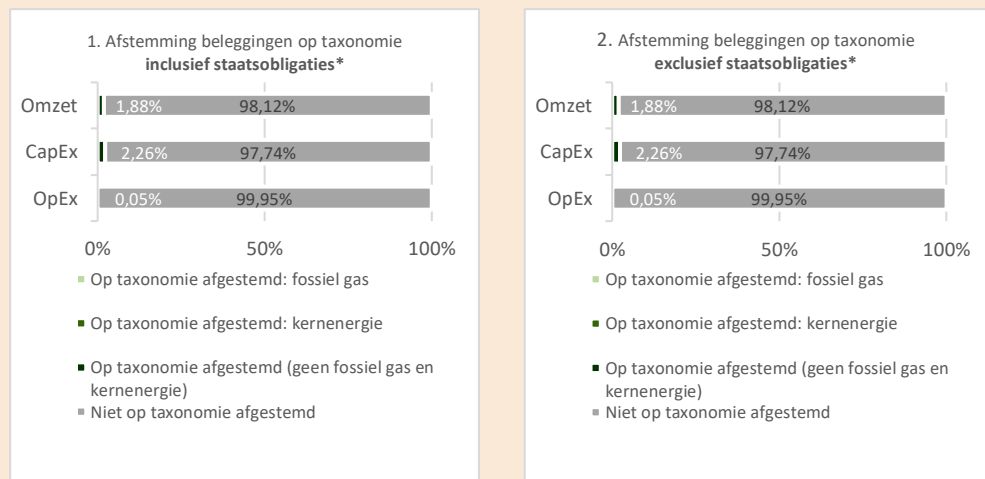 1. Afstemming beleggingen op taxonomie
inclusief staatsobligaties*
Omzet 1,88% 98,12%
CapEx 2,26% 97,74%
OpEx 0,05% 99,95%
0% 50% 100%
Op taxonomie afgestemd: fossiel gas
Op taxonomie afgestemd: kernenergie
Op taxonomie afgestemd (geen fossiel gas en
kernenergie)
Niet op taxonomie afgestemd
2. Afstemming beleggingen op taxonomie
exclusief staatsobligaties*
Omzet 1,88% 98,12%
CapEx 2,26% 97,74%
OpEx 0,05% 99,95%
0% 50% 100%
Op taxonomie afgestemd: fossiel gas
Op taxonomie afgestemd: kernenergie
Op taxonomie afgestemd (geen fossiel gas en
kernenergie)
Niet op taxonomie afgestemd